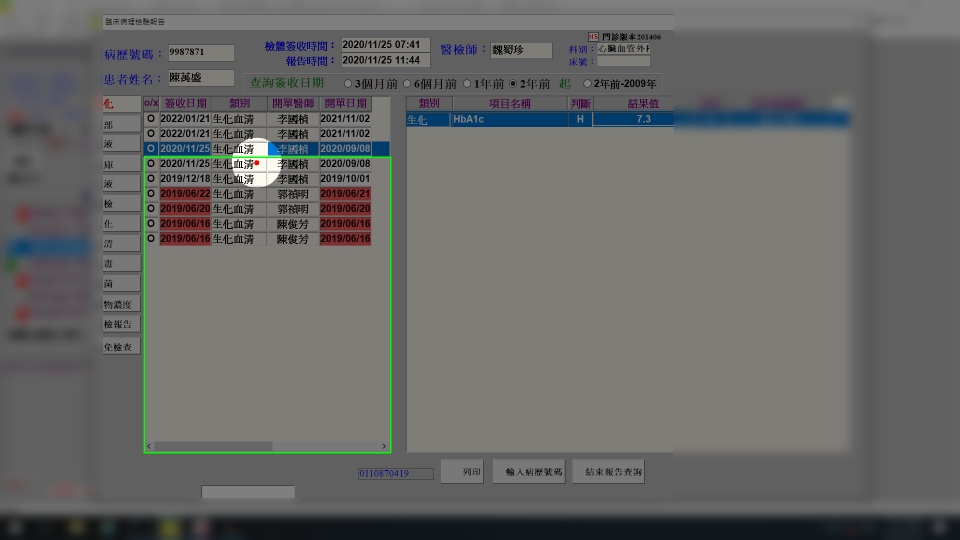 臨床病理檢驗報告
病歷號碼： 9987871 檢體簽收時間： 2020/11/25 07:41 醫檢師： 魏蜀珍 HS 門診版本201406
報告時間： 2020/11/25 11:44 科別： 心臟血管外科
床號：
患者姓名： 陳萬盛 查詢簽收日期 3個月前 6個月前 1年前 2年前 起 2年前-2009年
化
部
液
庫
液
檢
化
清
毒
菌
物濃度
檢報告
免檢查
o/x 簽收日期 類別 開單醫師 開單日期
O 2022/01/21 生化血清 李國楨 2021/11/02
O 2022/01/21 生化血清 李國楨 2021/11/02
O 2020/11/25 生化血清 李國楨 2020/09/08
O 2020/11/25 生化血清 李國楨 2020/09/08
O 2019/12/18 生化血清 李國楨 2019/10/01
O 2019/06/22 生化血清 郭禎明 2019/06/21
O 2019/06/20 生化血清 郭禎明 2019/06/20
O 2019/06/16 生化血清 陳俊芳 2019/06/16
O 2019/06/16 生化血清 陳俊芳 2019/06/16
類別 項目名稱 判斷 結果值
生化 HbA1c H 7.3
0110870419 列印 輸入病歷號碼 結束報告查詢